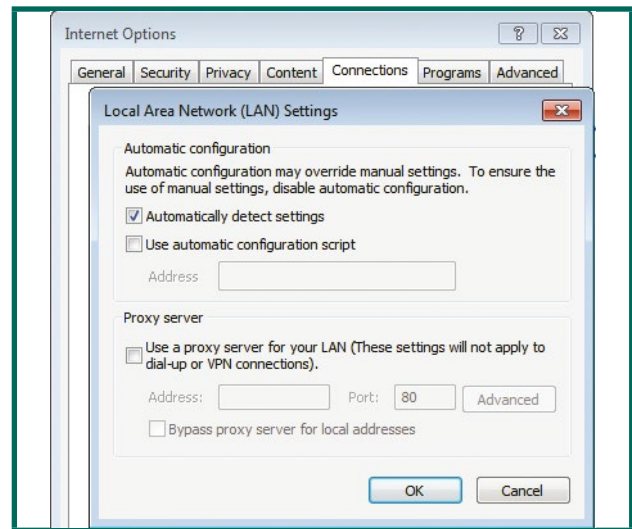 Internet Options
General Security Privacy Content Connections Programs Advanced
Local Area Network (LAN) Settings
Automatic configuration
Automatic configuration may override manual settings. To ensure the
use of manual settings, disable automatic configuration.
Automatically detect settings
Use automatic configuration script
Address
Proxy server
Use a proxy server for your LAN (These settings will not apply to
dial-up or VPN connections).
Address: Port: 80 Advanced
Bypass proxy server for local addresses
OK Cancel